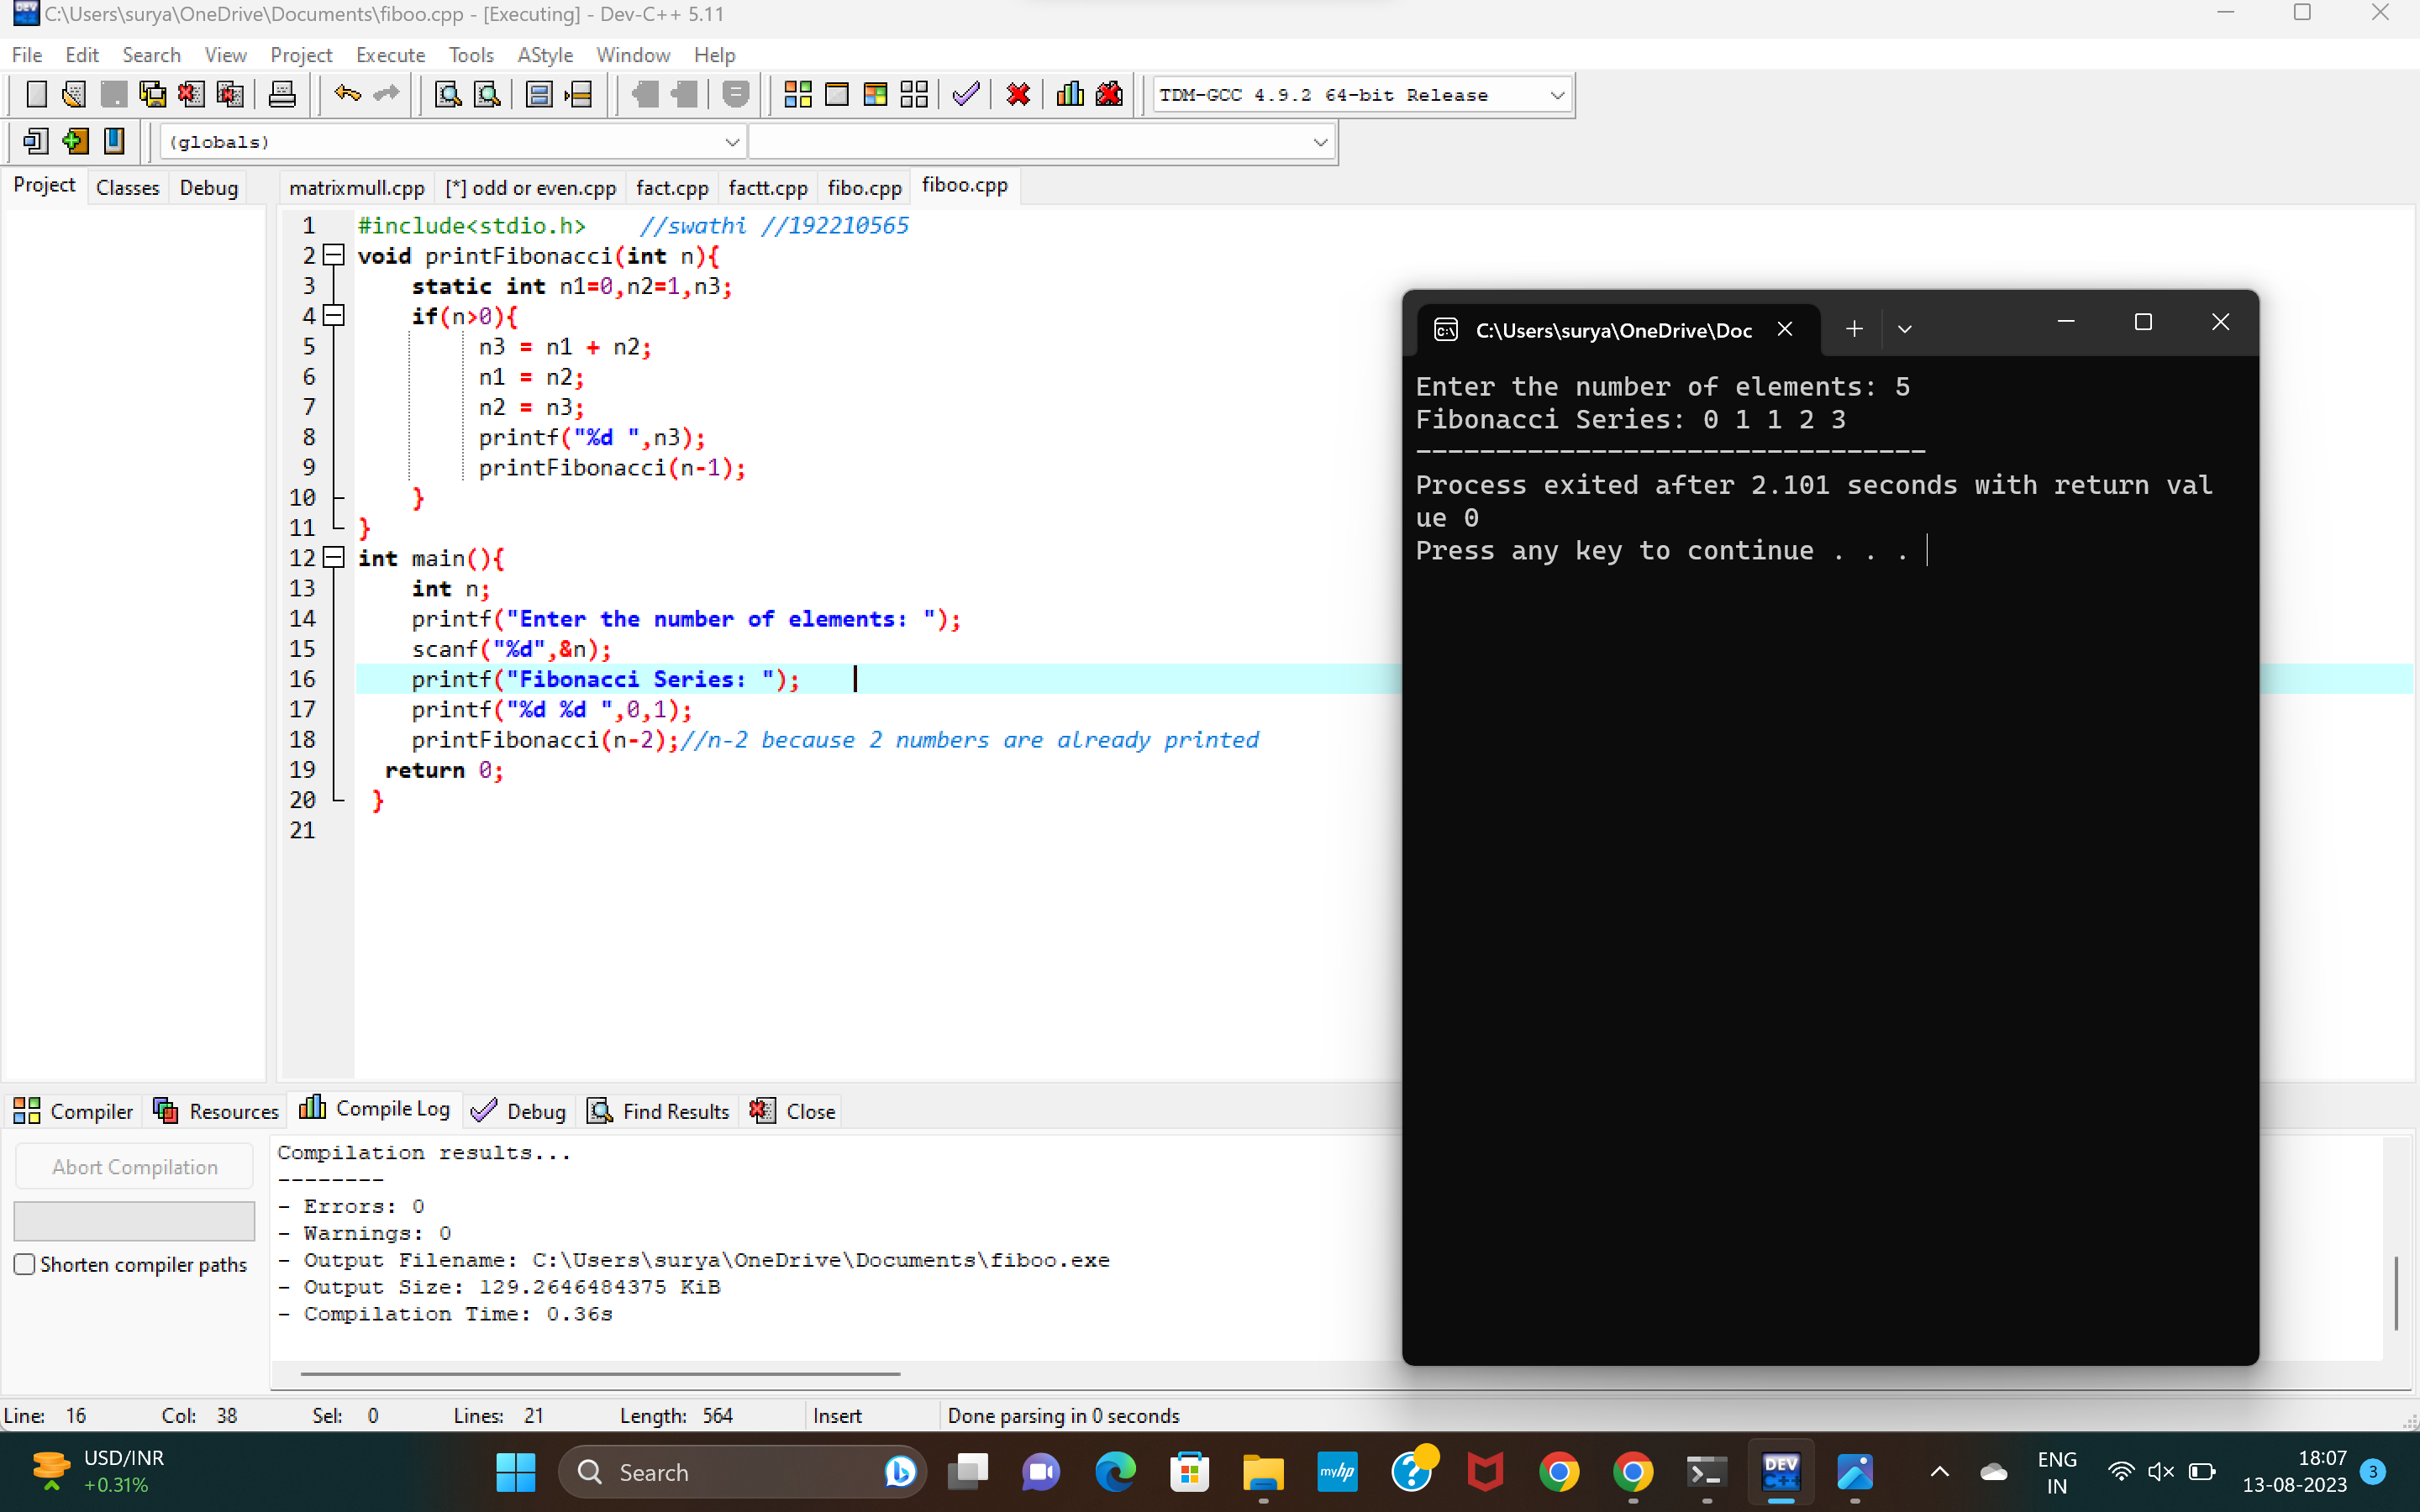 C:\Users\surya\OneDrive\Documents\fiboo.cpp - [Executing] - Dev-C++ 5.11
File Edit Search View Project Execute Tools AStyle Window Help
TDM-GCC 4.9.2 64-bit Release
(globals)
Project Classes Debug matrixmull.cpp [*] odd or even.cpp fact.cpp factt.cpp fibo.cpp fiboo.cpp
1 #include<stdio.h> //swathi //192210565
2 void printFibonacci(int n){
3 static int n1=0,n2=1,n3;
4 if(n>0){
5 n3 = n1 + n2;
6 n1 = n2;
7 n2 = n3;
8 printf("%d ",n3);
9 printFibonacci(n-1);
10 }
11 }
12 int main(){
13 int n;
14 printf("Enter the number of elements: ");
15 scanf("%d",&n);
16 printf("Fibonacci Series: ");
17 printf("%d %d ",0,1);
18 printFibonacci(n-2);//n-2 because 2 numbers are already printed
19 return 0;
20 }
21
C:\Users\surya\OneDrive\Doc
Enter the number of elements: 5
Fibonacci Series: 0 1 1 2 3
--------------------------------
Process exited after 2.101 seconds with return val
ue 0
Press any key to continue . . .
Compiler Resources Compile Log Debug Find Results Close
Abort Compilation
Shorten compiler paths
Compilation results...
--------
- Errors: 0
- Warnings: 0
- Output Filename: C:\Users\surya\OneDrive\Documents\fiboo.exe
- Output Size: 129.2646484375 KiB
- Compilation Time: 0.36s
Line: 16 Col: 38 Sel: 0 Lines: 21 Length: 564 Insert Done parsing in 0 seconds
USD/INR
+0.31%
Search
myhp
DEV
C++
ENG
IN
18:07
13-08-2023
3